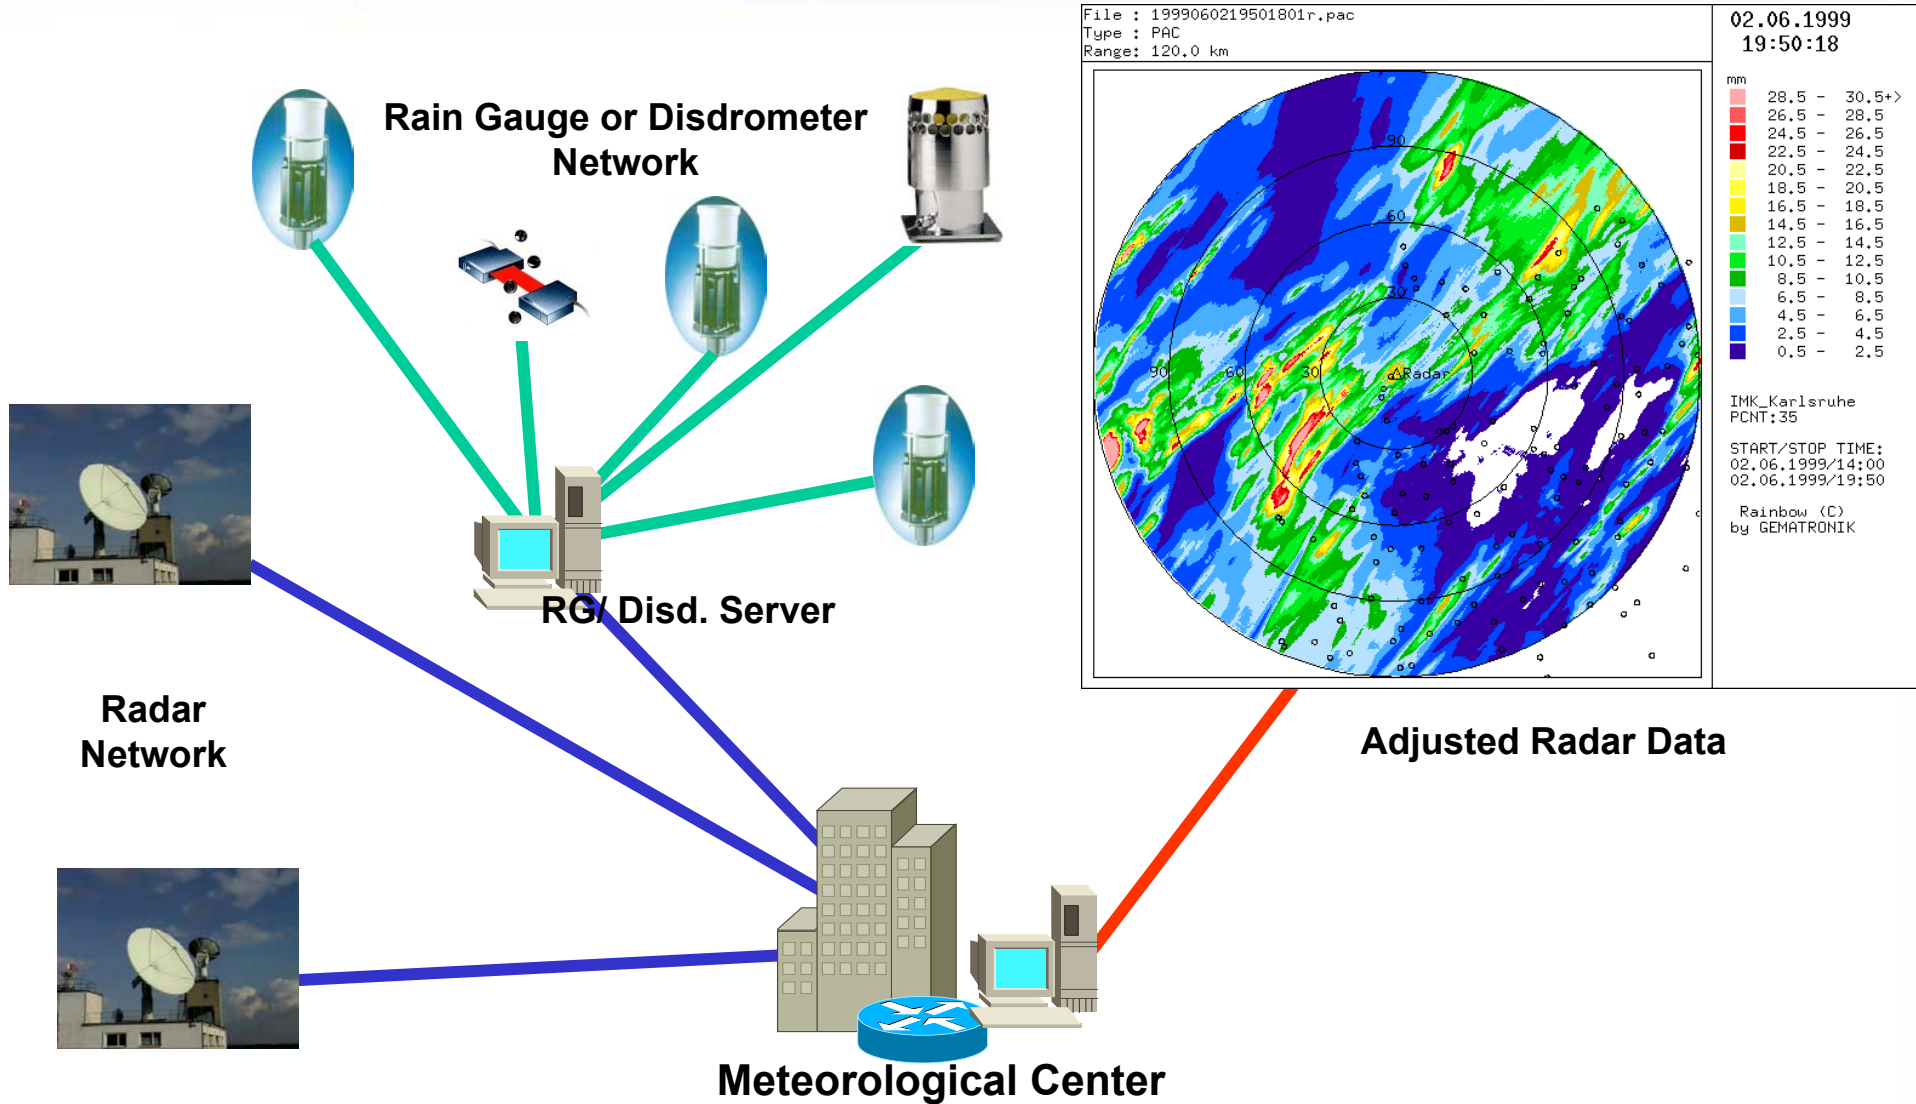 File : 1999060219501801r.pac
Type : PAC
Range: 120.0 km
02.06.1999
19:50:18
Rain Gauge or Disdrometer
Network
mm
28.5 - 30.5+>
26.5 - 28.5
24.5 - 26.5
22.5 - 24.5
20.5 - 22.5
18.5 - 20.5
16.5 - 18.5
14.5 - 16.5
12.5 - 14.5
10.5 - 12.5
8.5 - 10.5
6.5 - 8.5
4.5 - 6.5
2.5 - 4.5
0.5 - 2.5
90
60
30
90 60 30 Radar
IMK_Karlsruhe
PCNT:35
START/STOP TIME:
02.06.1999/14:00
02.06.1999/19:50
Rainbow (C)
by GEMATRONIK
RG/ Disd. Server
Radar
Network
Adjusted Radar Data
Meteorological Center